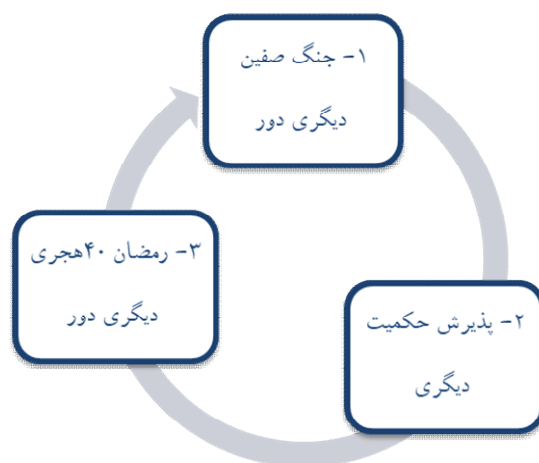 ۱- جنگ صفین
دیگری دور
۲- پذیرش حکمیت
دیگری
۳- رمضان ۴۰هجری
دیگری دور